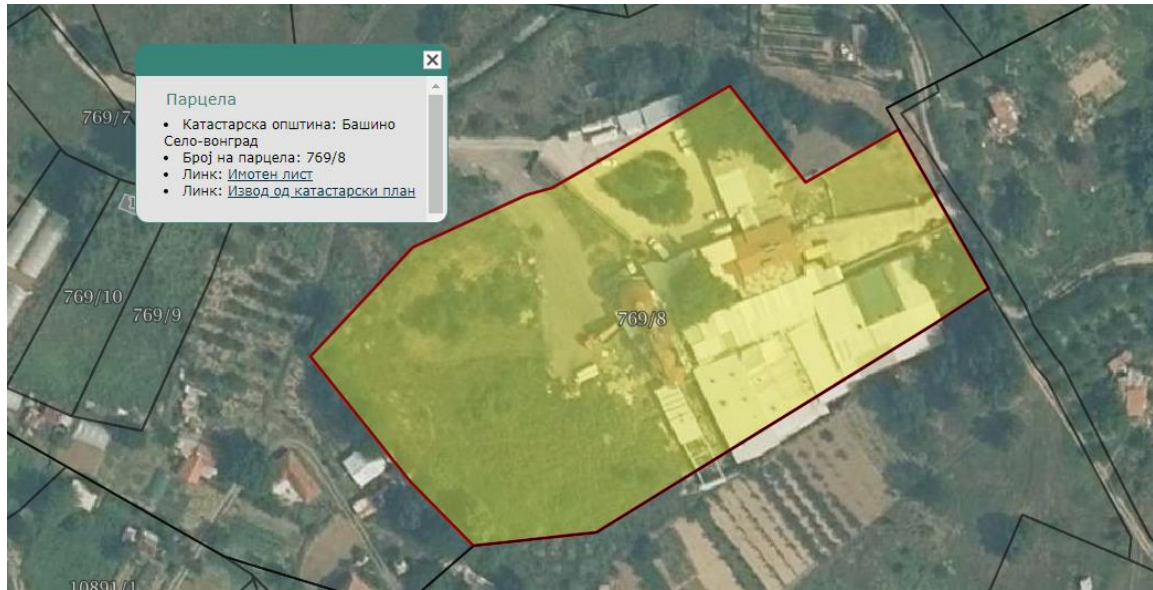 Парцела
• Катастарска општина: Башино
Село-вонград
• Број на парцела: 769/8
• Линк: Имотен лист
• Линк: Извод од катастарски план
769/7
769/10
769/9
769/8
10891/1